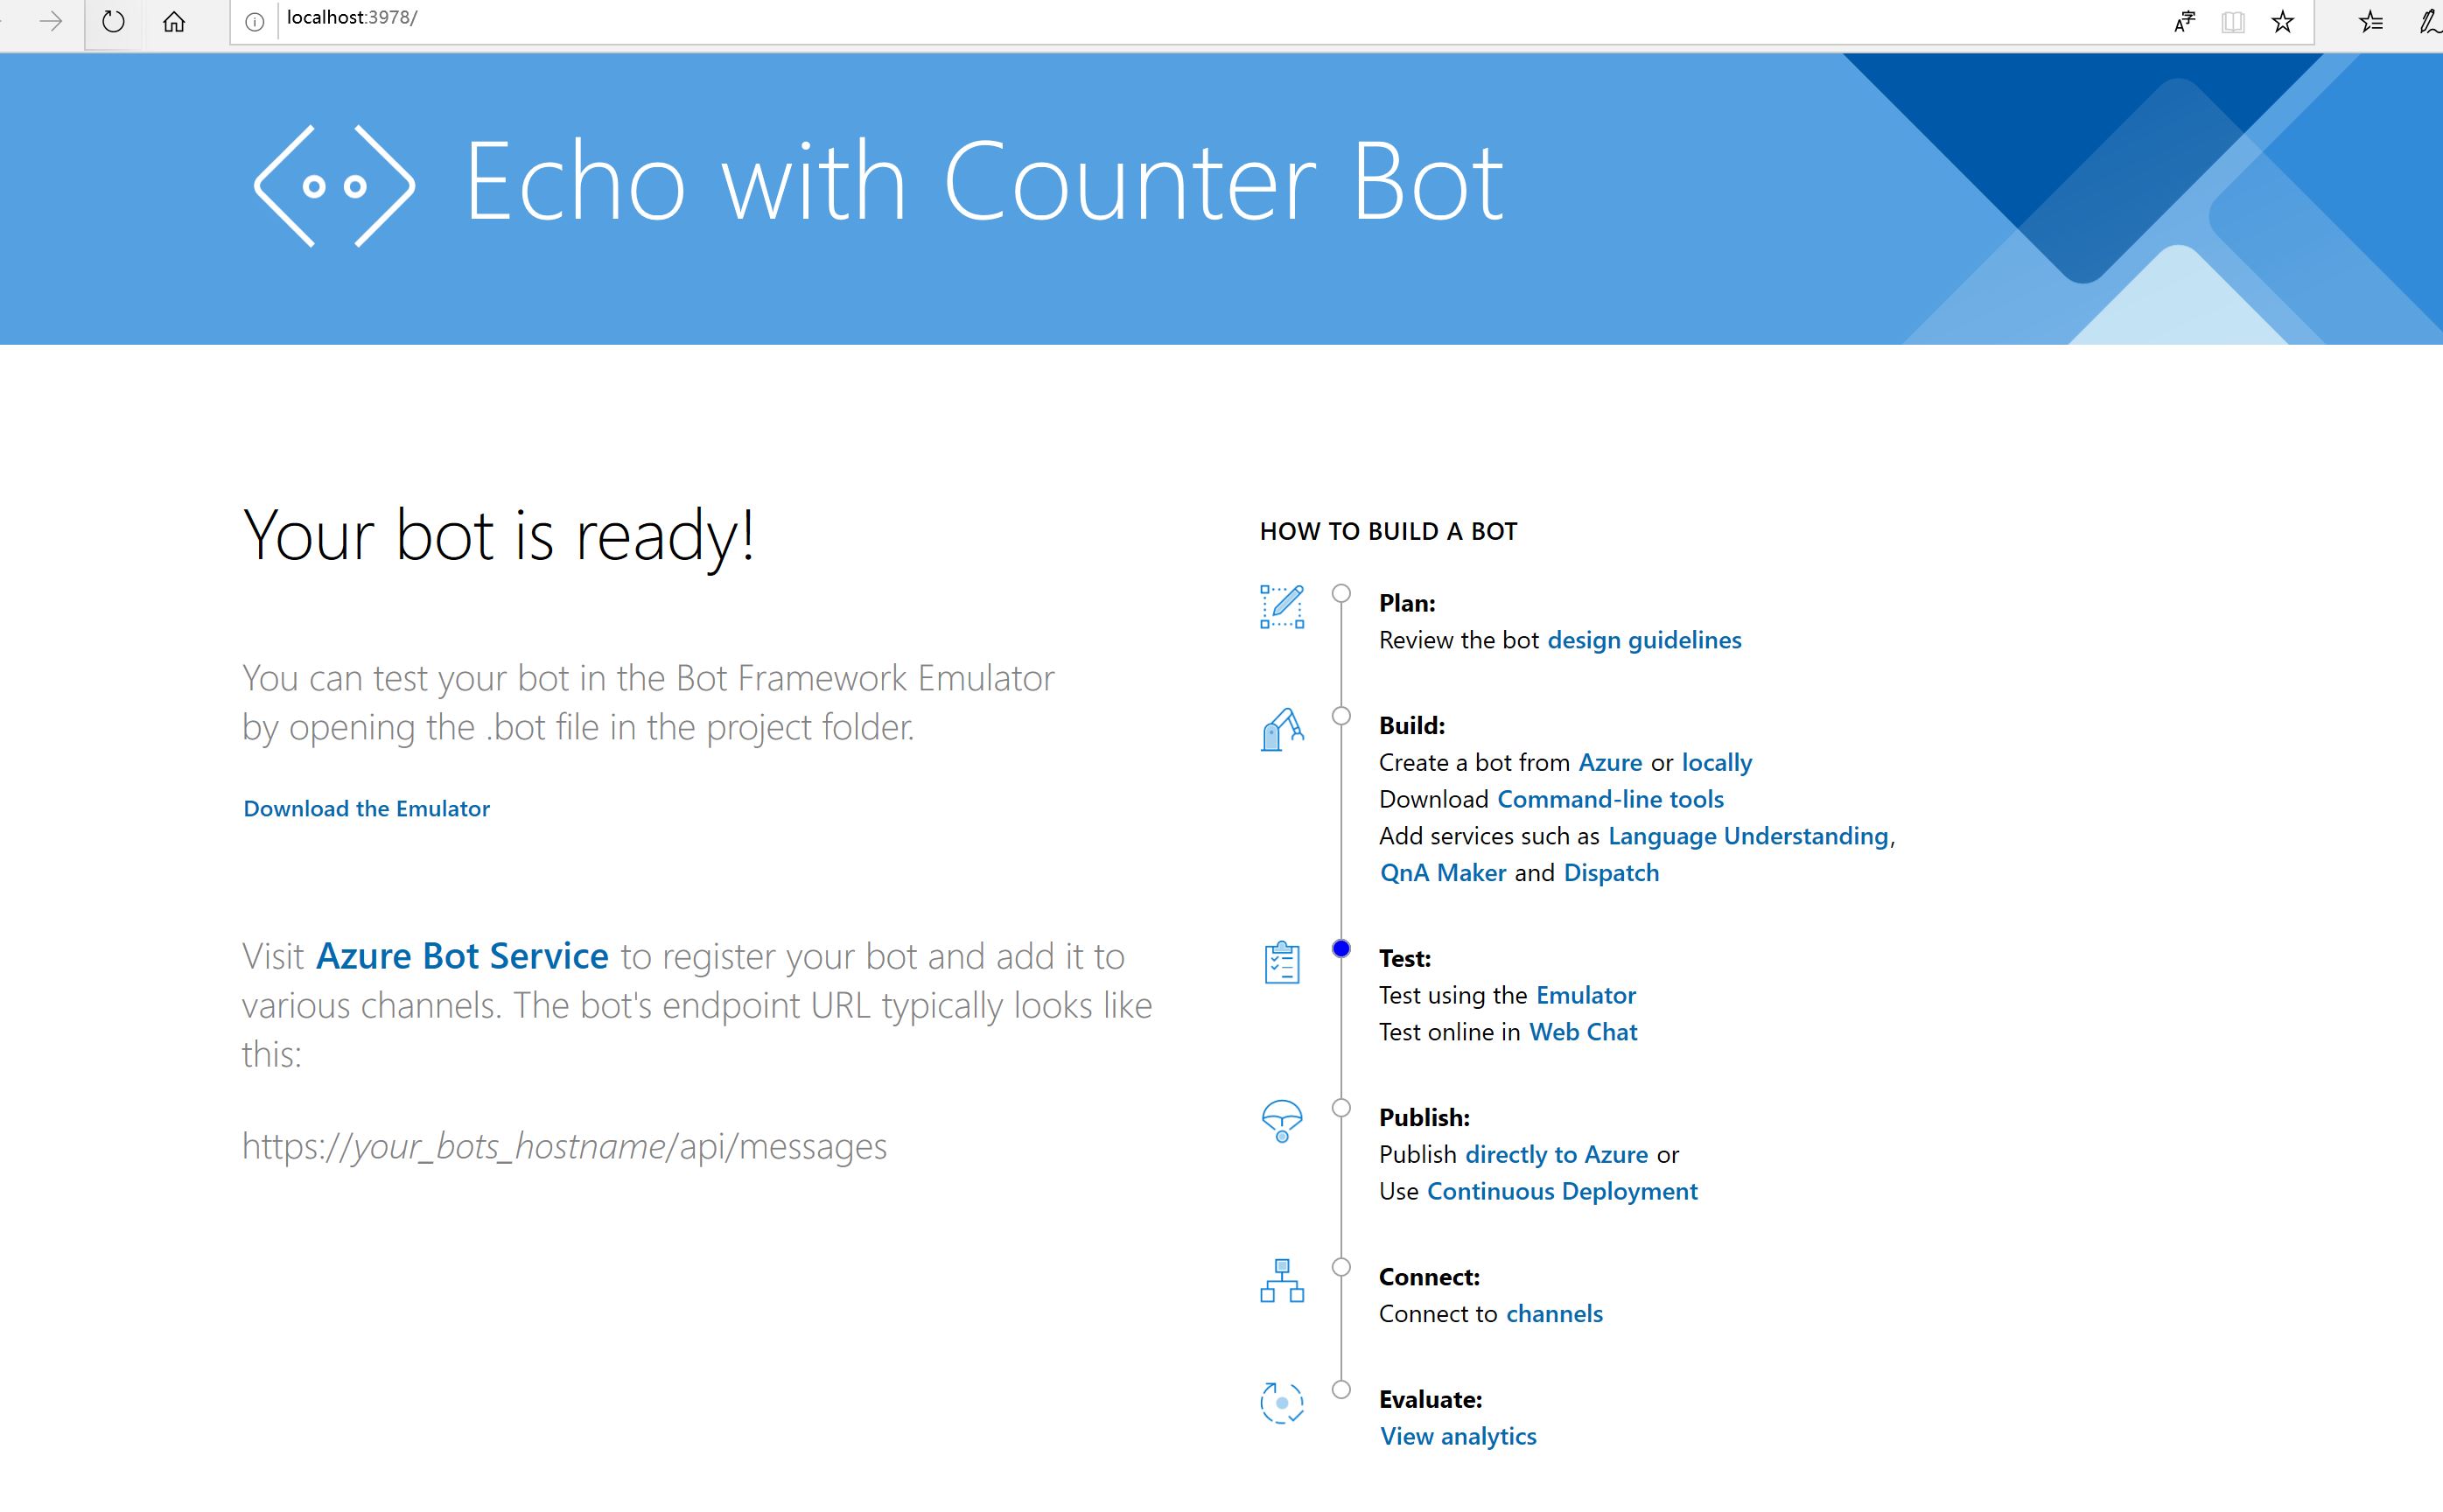 localhost:3978/
Echo with Counter Bot
Your bot is ready!
You can test your bot in the Bot Framework Emulator
by opening the .bot file in the project folder.
Download the Emulator
Visit Azure Bot Service to register your bot and add it to
various channels. The bot's endpoint URL typically looks like
this:
https://your_bots_hostname/api/messages
HOW TO BUILD A BOT
Plan:
Review the bot design guidelines
Build:
Create a bot from Azure or locally
Download Command-line tools
Add services such as Language Understanding,
QnA Maker and Dispatch
Test:
Test using the Emulator
Test online in Web Chat
Publish:
Publish directly to Azure or
Use Continuous Deployment
Connect:
Connect to channels
Evaluate:
View analytics